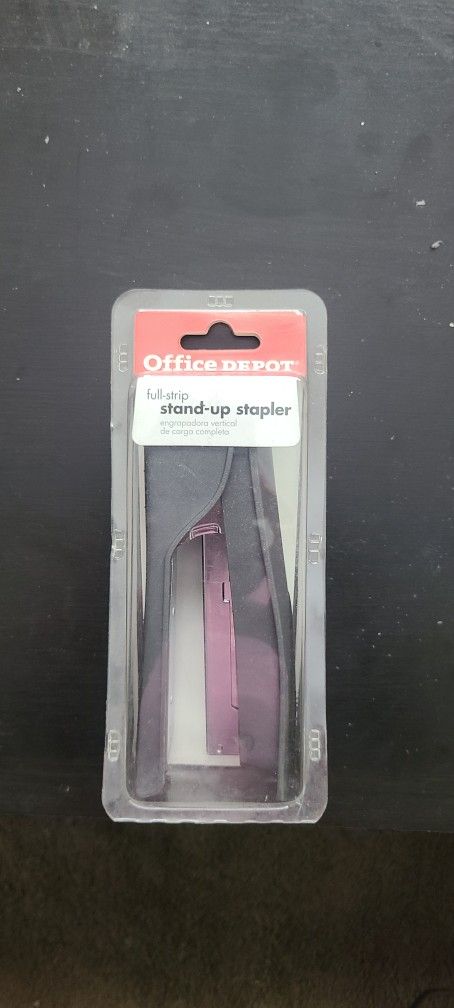 Office DEPOT
full-strip
stand-up stapler
engrapadora vertical
de carga completa